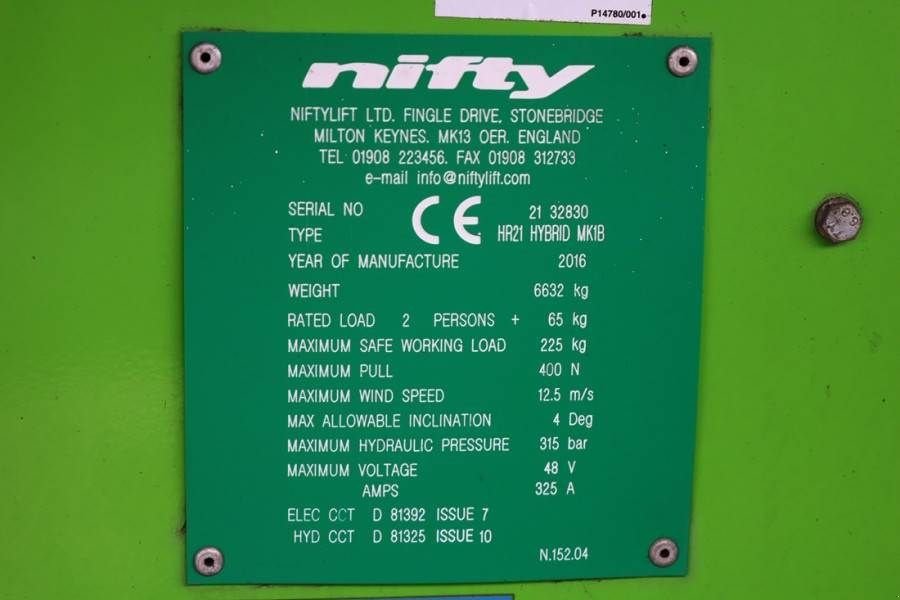 P14780/001
nifty
NIFTYLIFT LTD. FINGLE DRIVE, STONEBRIDGE
MILTON KEYNES. MK13 OER. ENGLAND
TEL 01908 223456. FAX 01908 312733
e-mail info@niftylift.com
SERIAL NO CE 21 32830
TYPE HR21 HYBRID MK1B
YEAR OF MANUFACTURE 2016
WEIGHT 6632 kg
RATED LOAD 2 PERSONS + 65 kg
MAXIMUM SAFE WORKING LOAD 225 kg
MAXIMUM PULL 400 N
MAXIMUM WIND SPEED 12.5 m/s
MAX ALLOWABLE INCLINATION 4 Deg
MAXIMUM HYDRAULIC PRESSURE 315 bar
MAXIMUM VOLTAGE 48 V
AMPS 325 A
ELEC CCT D 81392 ISSUE 7
HYD CCT D 81325 ISSUE 10
N.152.04